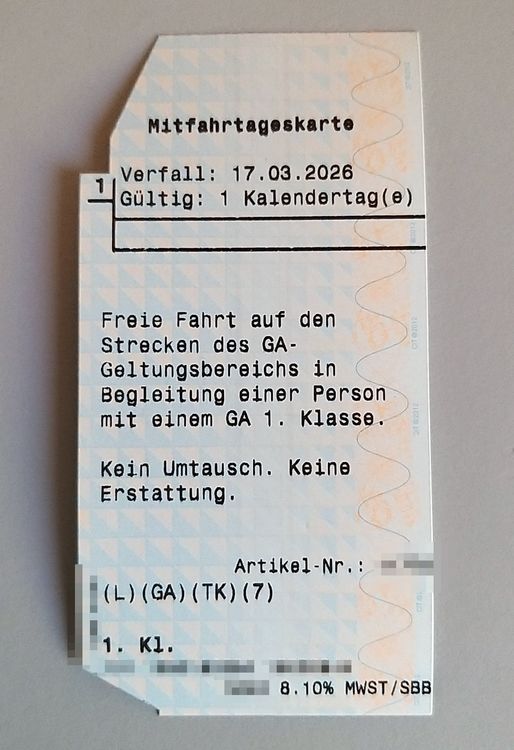 Mitfahrtageskarte
Verfall: 17.03.2026
1
Gültig: 1 Kalendertag(e)
Freie Fahrt auf den
Strecken des GA-
Geltungsbereichs in
Begleitung einer Person
mit einem GA 1. Klasse.
Kein Umtausch. Keine
Erstattung.
Artikel-Nr.:
(L)(GA)(TK)(7)
1. Kl.
8.10% MWST/SBB